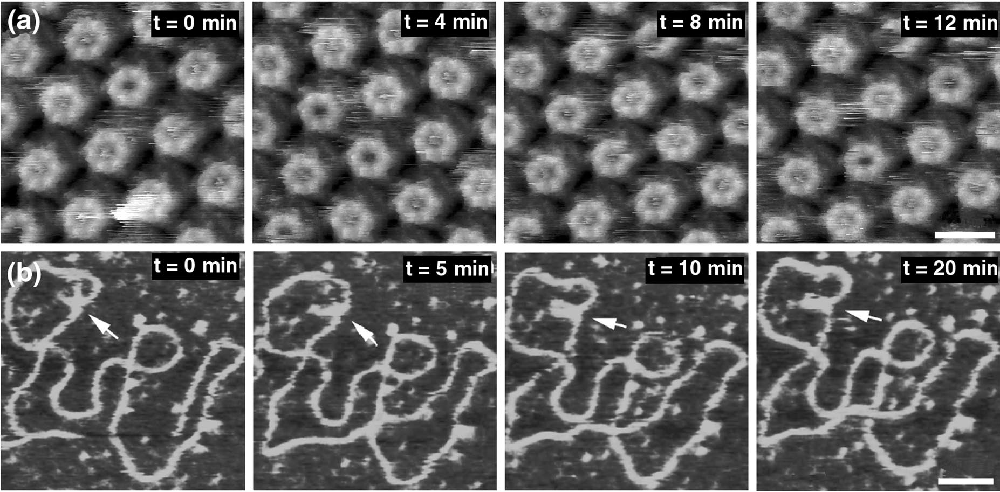 (a)
t = 0 min
t = 4 min
t = 8 min
t = 12 min
(b)
t = 0 min
t = 5 min
t = 10 min
t = 20 min